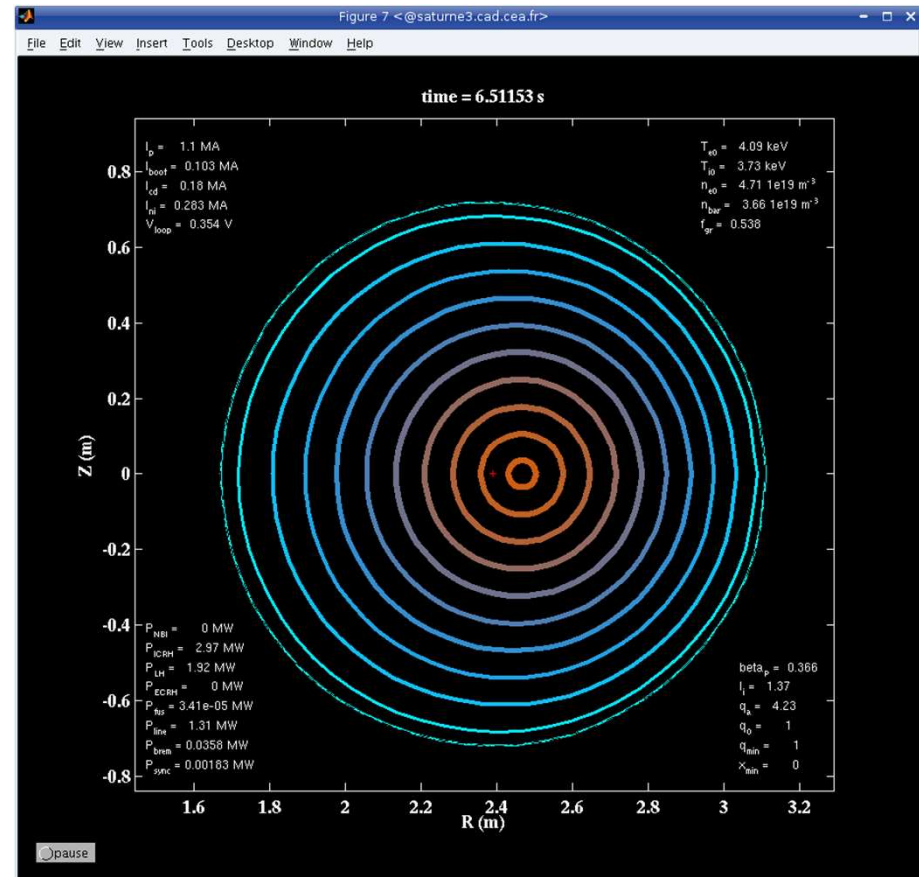 Figure 7 <@saturne3.cad.cea.fr>
File Edit View Insert Tools Desktop Window Help
time = 6.51153 s
I_p = 1.1 MA
I_boot = 0.103 MA
I_cd = 0.18 MA
I_ni = 0.283 MA
V_loop = 0.354 V
T_e0 = 4.09 keV
T_i0 = 3.73 keV
n_e0 = 4.71 1e19 m^-3
n_bar = 3.66 1e19 m^-3
f_gr = 0.538
0.8
0.6
0.4
0.2
0
-0.2
-0.4
-0.6
-0.8
Z (m)
P_NBI = 0 MW
P_ICRH = 2.97 MW
P_LH = 1.92 MW
P_ECRH = 0 MW
P_fus = 3.41e-05 MW
P_line = 1.31 MW
P_brem = 0.0358 MW
P_sync = 0.00183 MW
beta_p = 0.366
l_i = 1.37
q_a = 4.23
q_0 = 1
q_min = 1
x_min = 0
1.6 1.8 2 2.2 2.4 2.6 2.8 3 3.2
R (m)
pause